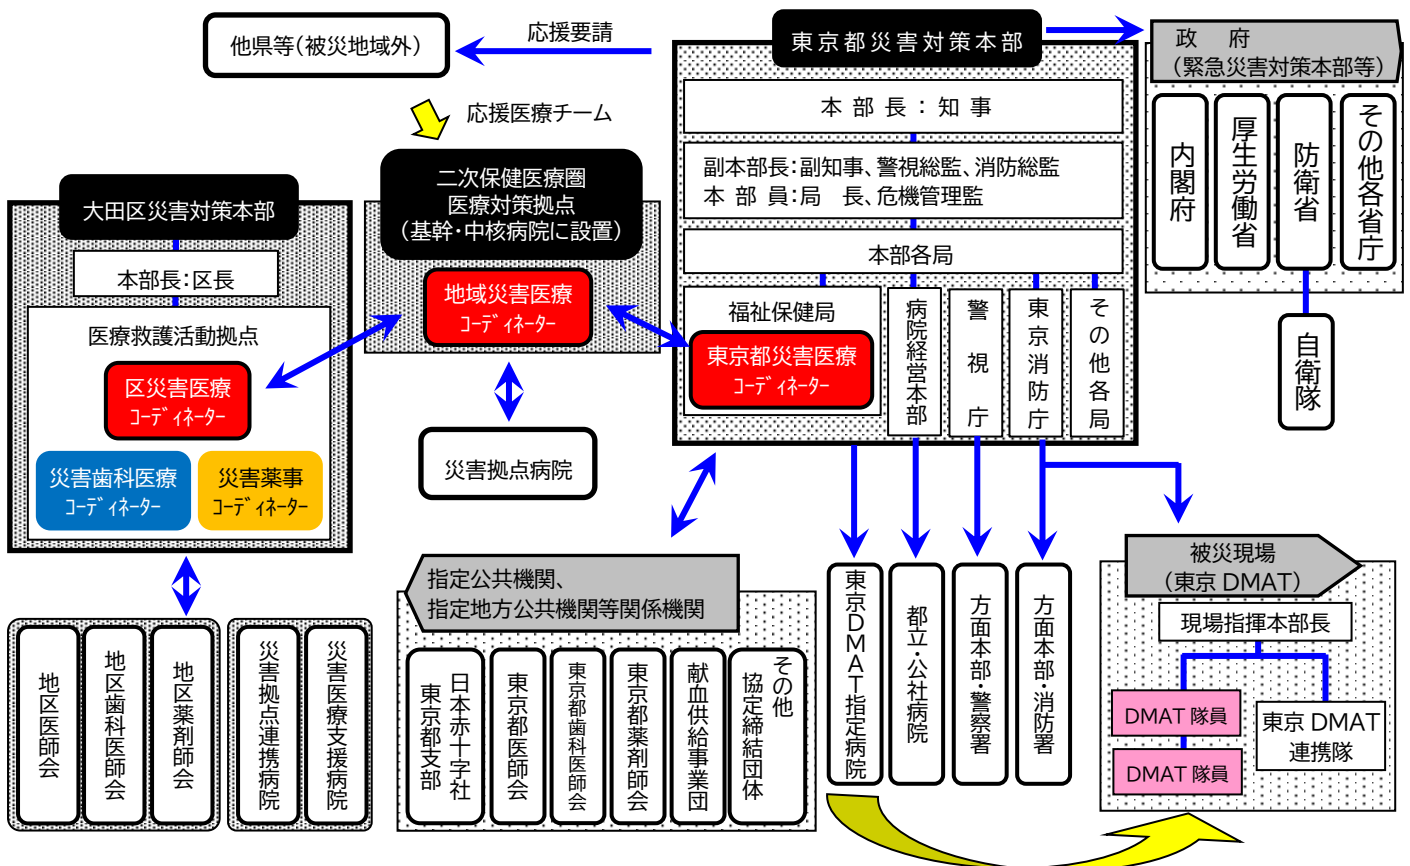 他県等（被災地域外）
応援要請
応援医療チーム
東京都災害対策本部
本部長：知事
副本部長：副知事、警視総監、消防総監
本部員：局　長、危機管理監
本部各局
福祉保健局
東京都災害医療
ｺｰﾃﾞｨﾈｰﾀｰ
病院経営本部
警視庁
東京消防庁
その他各局
政　府
（緊急災害対策本部等）
内閣府
厚生労働省
防衛省
その他各省庁
自衛隊
二次保健医療圏
医療対策拠点
（基幹・中核病院に設置）
地域災害医療
ｺｰﾃﾞｨﾈｰﾀｰ
災害拠点病院
大田区災害対策本部
本部長：区長
医療救護活動拠点
区災害医療
ｺｰﾃﾞｨﾈｰﾀｰ
災害歯科医療
ｺｰﾃﾞｨﾈｰﾀｰ
災害薬事
ｺｰﾃﾞｨﾈｰﾀｰ
地区医師会
地区歯科医師会
地区薬剤師会
災害拠点連携病院
災害医療支援病院
指定公共機関、
指定地方公共機関等関係機関
日本赤十字社
東京都支部
東京都医師会
東京都歯科医師会
東京都薬剤師会
献血供給事業団
その他
協定締結団体
東京DMAT指定病院
都立・公社病院
方面本部・警察署
方面本部・消防署
被災現場
（東京 DMAT）
現場指揮本部長
DMAT 隊員
DMAT 隊員
東京 DMAT
連携隊